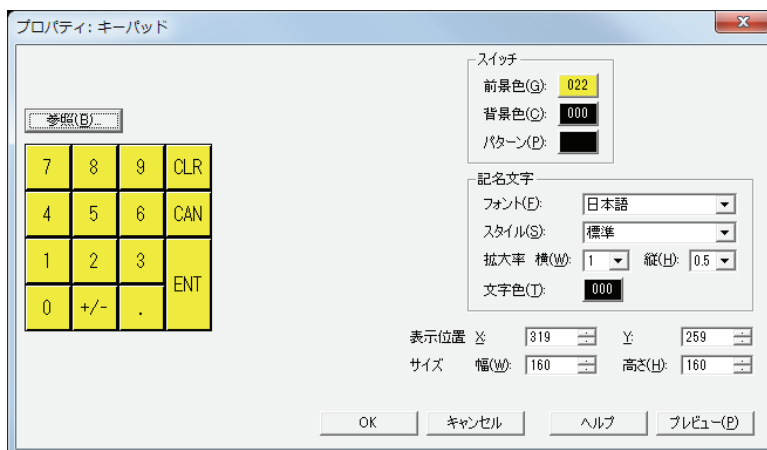 プロパティ: キーパッド
x
参照(B)...
7 8 9 CLR
4 5 6 CAN
1 2 3 ENT
0 +/- .
スイッチ
前景色(G): 022
背景色(C): 000
パターン(P):
記名文字
フォント(F): 日本語
スタイル(S): 標準
拡大率 横(W): 1 縦(H): 0.5
文字色(T): 000
表示位置 X: 319 Y: 259
サイズ 幅(W): 160 高さ(H): 160
OK キャンセル ヘルプ プレビュー(P)